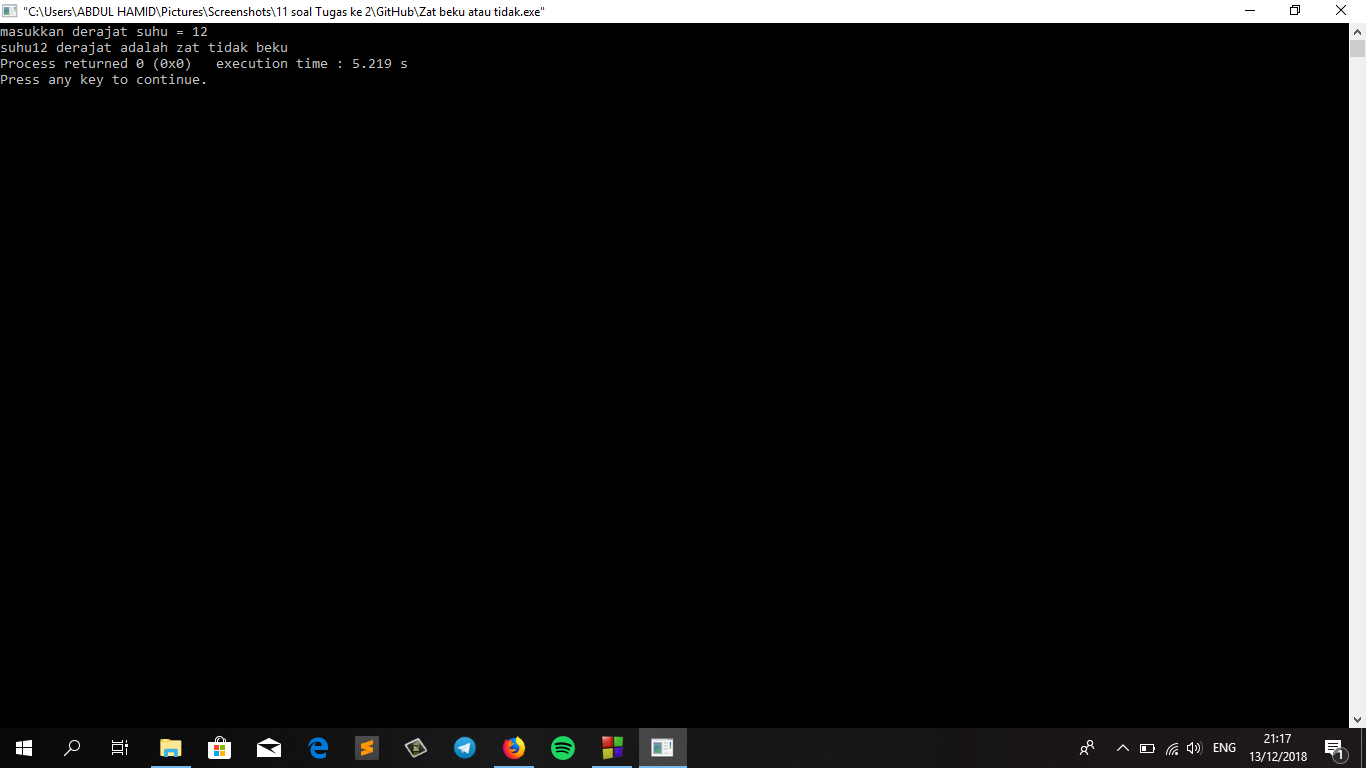 "C:\Users\ABDUL HAMID\Pictures\Screenshots\11 soal Tugas ke 2\GitHub\Zat beku atau tidak.exe"
masukkan derajat suhu = 12
suhu12 derajat adalah zat tidak beku
Process returned 0 (0x0)   execution time : 5.219 s
Press any key to continue.
ENG
21:17
13/12/2018
1